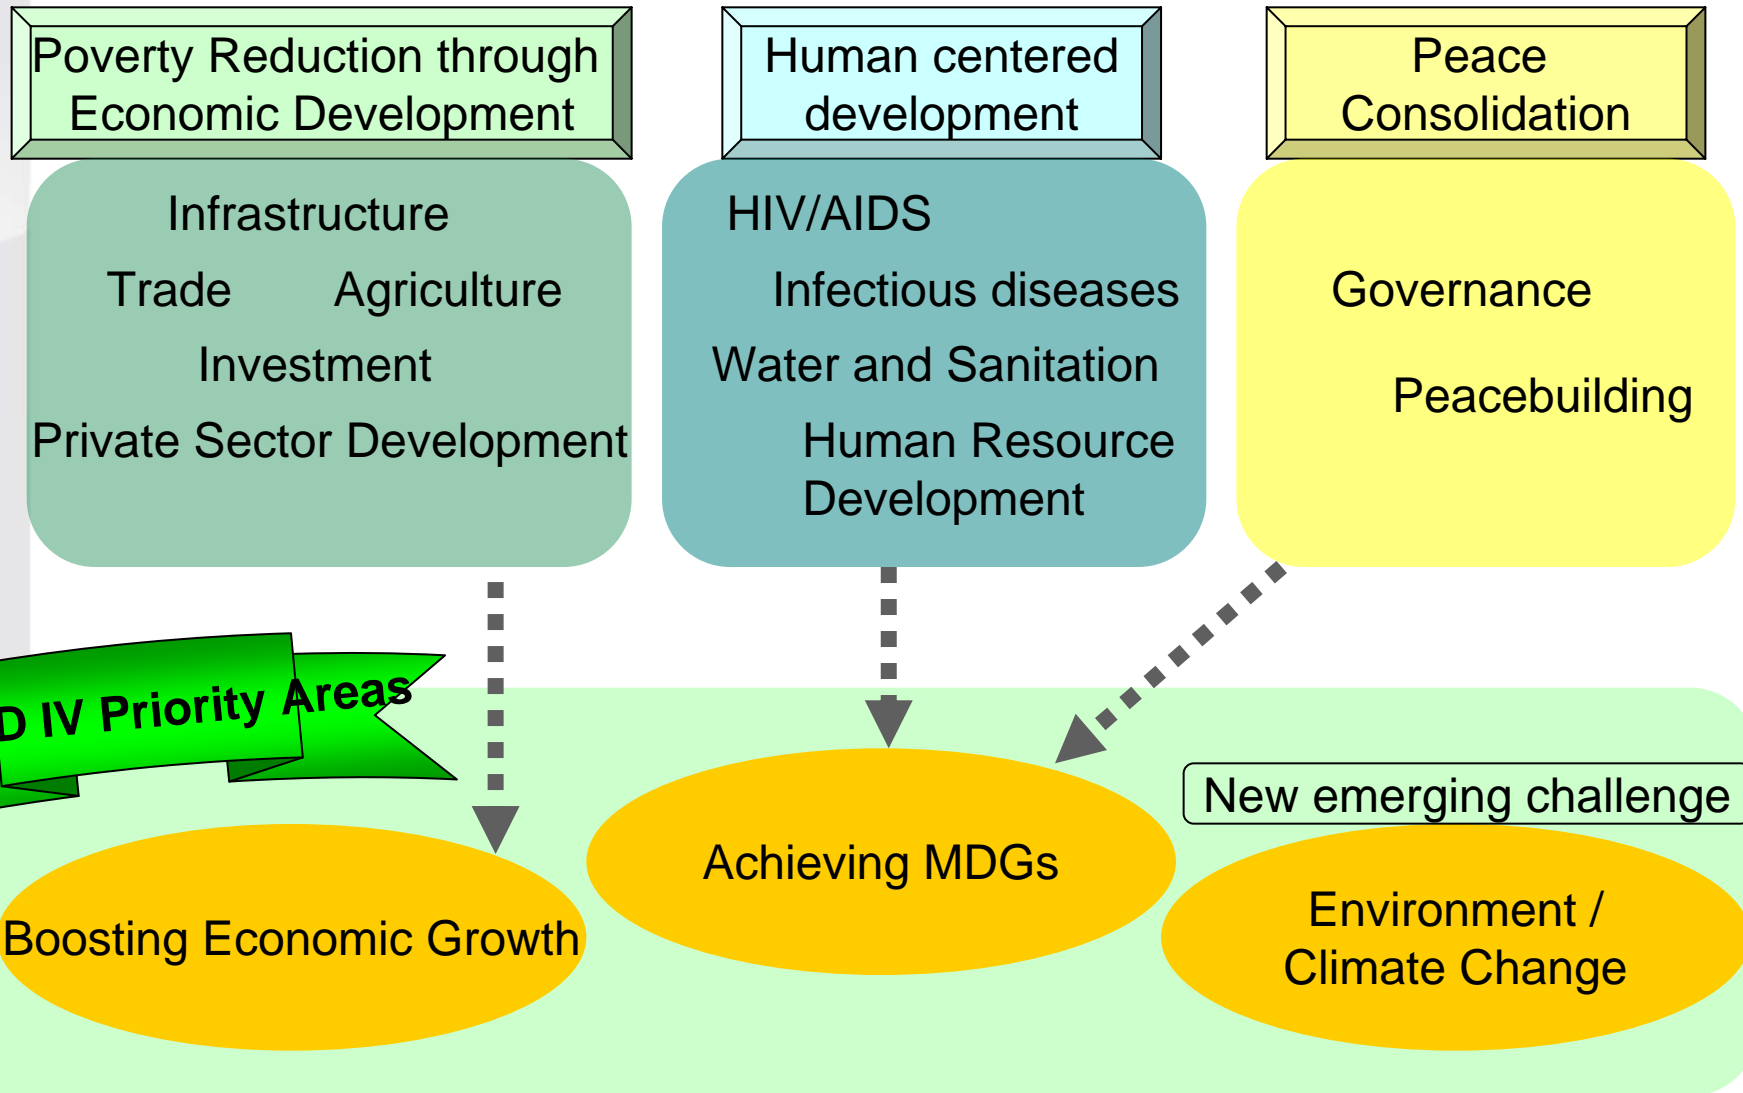 Poverty Reduction through
Economic Development
Infrastructure
Trade Agriculture
Investment
Private Sector Development
Human centered
development
HIV/AIDS
Infectious diseases
Water and Sanitation
Human Resource
Development
Peace
Consolidation
Governance
Peacebuilding
D IV Priority Areas
Boosting Economic Growth
Achieving MDGs
New emerging challenge
Environment /
Climate Change